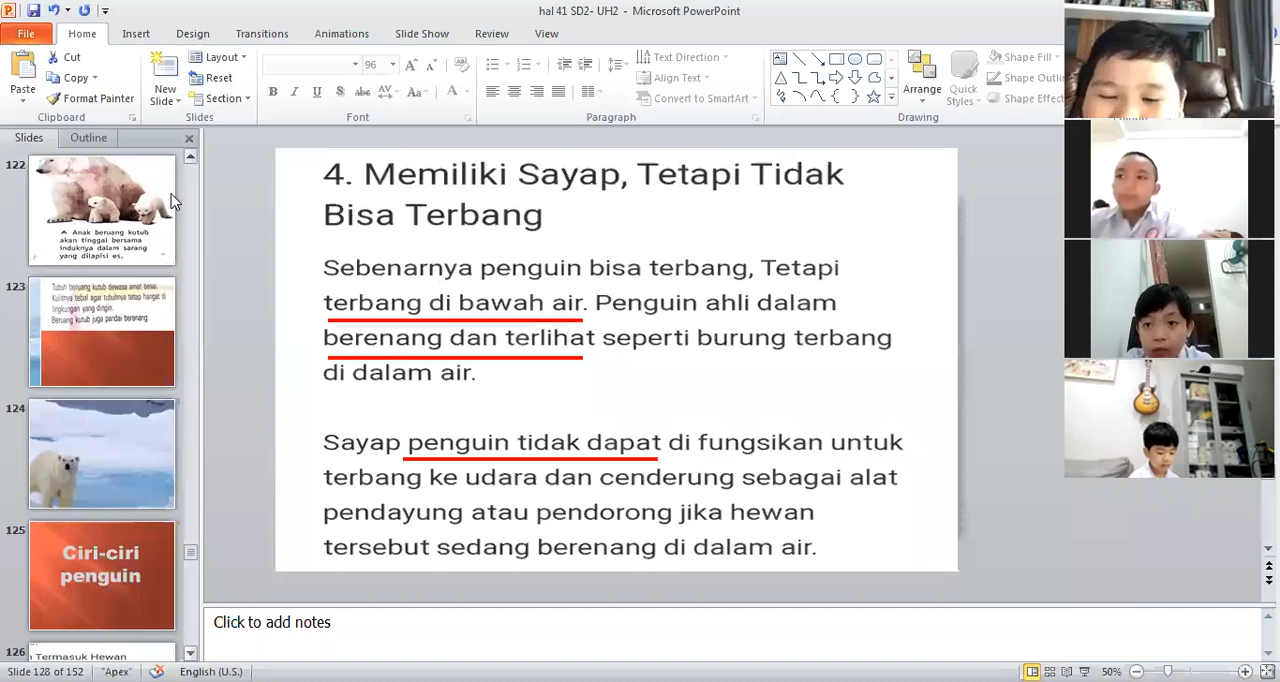 hal 41 SD2- UH2 - Microsoft PowerPoint
File Home Insert Design Transitions Animations Slide Show Review View
Cut
Copy
Format Painter
Paste
Clipboard
New
Slide
Layout
Reset
Section
Slides
96
B I U S abc AV Aa A
Font
Paragraph
Text Direction
Align Text
Convert to SmartArt
Arrange
Quick
Styles
Shape Fill
Shape Outli
Shape Effect
Drawing
Slides Outline
122
Anak beruang kutub
akan tinggal bersama
induknya dalam sarang
yang dilapisi es.
123
Tubuh beruang kutub dewasa amat besar.
Kulitnya tebal agar tubuhnya tetap hangat di
lingkungan yang dingin.
Beruang kutub juga pandai berenang.
124
125
Ciri-ciri
penguin
126
Termasuk Hewan
4. Memiliki Sayap, Tetapi Tidak
Bisa Terbang
Sebenarnya penguin bisa terbang, Tetapi
terbang di bawah air. Penguin ahli dalam
berenang dan terlihat seperti burung terbang
di dalam air.
Sayap penguin tidak dapat di fungsikan untuk
terbang ke udara dan cenderung sebagai alat
pendayung atau pendorong jika hewan
tersebut sedang berenang di dalam air.
Click to add notes
Slide 128 of 152 "Apex" English (U.S.) 50%